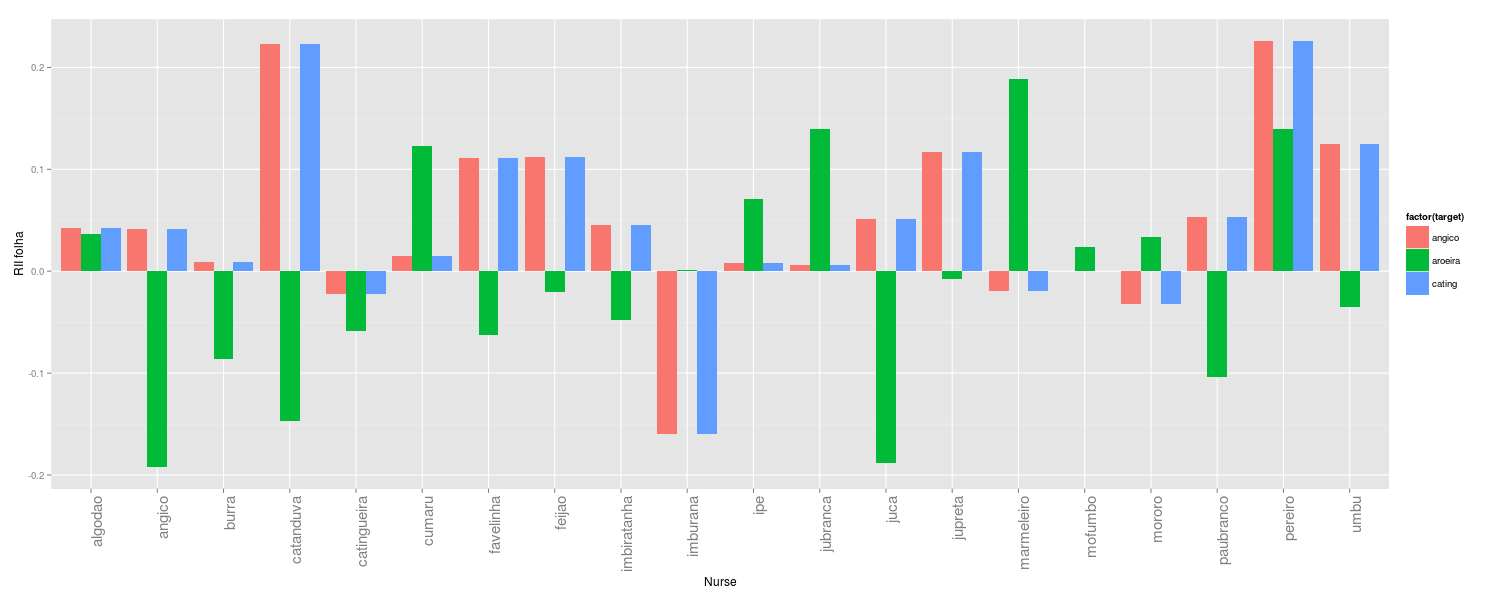 RII folha
0.2
0.1
0.0
-0.1
-0.2
algodao
angico
burra
catanduva
catingueira
cumaru
favelinha
feijao
imbiratanha
imburana
ipe
jubranca
juca
jupreta
marmeleiro
mofumbo
mororo
paubranco
pereiro
umbu
Nurse
factor(target)
angico
aroeira
cating